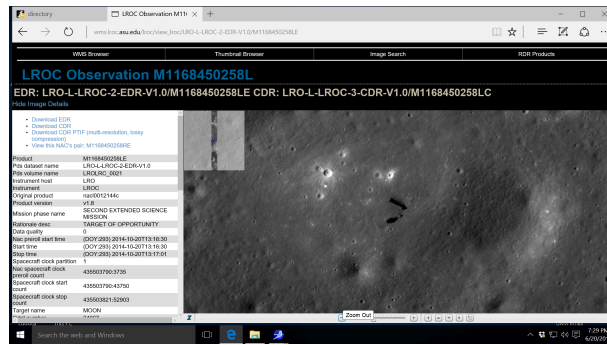 directory
LROC Observation M116
wms.lroc.asu.edu/lroc/view_lroc/LRO-L-LROC-2-EDR-V1.0/M1168450258LE
WMS Browser
Thumbnail Browser
Image Search
RDR Products
LROC Observation M1168450258L
EDR: LRO-L-LROC-2-EDR-V1.0/M1168450258LE CDR: LRO-L-LROC-3-CDR-V1.0/M1168450258LC
Hide Image Details
Download EDR
Download CDR
Download CDR PTIF (multi-resolution, lossy
compression)
View this NAC's pair: M1168450258RE
Product M1168450258LE
Pds dataset name LRO-L-LROC-2-EDR-V1.0
Pds volume name LROLRC_0021
Instrument host LRO
Instrument LROC
Original product nacl0012144c
Product version v1.8
Mission phase name SECOND EXTENDED SCIENCE
MISSION
Rationale desc TARGET OF OPPORTUNITY
Data quality 0
Nac preroll start time (DOY:293) 2014-10-20T13:16:30
Start time (DOY:293) 2014-10-20T13:16:30
Stop time (DOY:293) 2014-10-20T13:17:01
Spacecraft clock partition 1
Nac spacecraft clock
preroll count 435503790:3735
Spacecraft clock start
count 435503790:43750
Spacecraft clock stop
count 435503821:52903
Target name MOON
Zoom Out
Search the web and Windows
7:29 PM
6/20/20